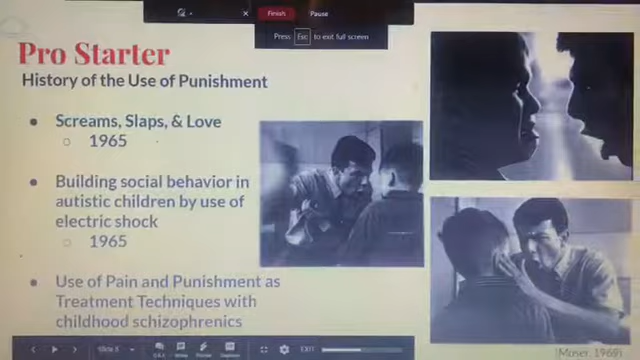 Finish Pause
Press Esc to exit full screen
Pro Starter
History of the Use of Punishment
Screams, Slaps, & Love
1965
Building social behavior in
autistic children by use of
electric shock
1965
Use of Pain and Punishment as
Treatment Techniques with
childhood schizophrenics
EXIT